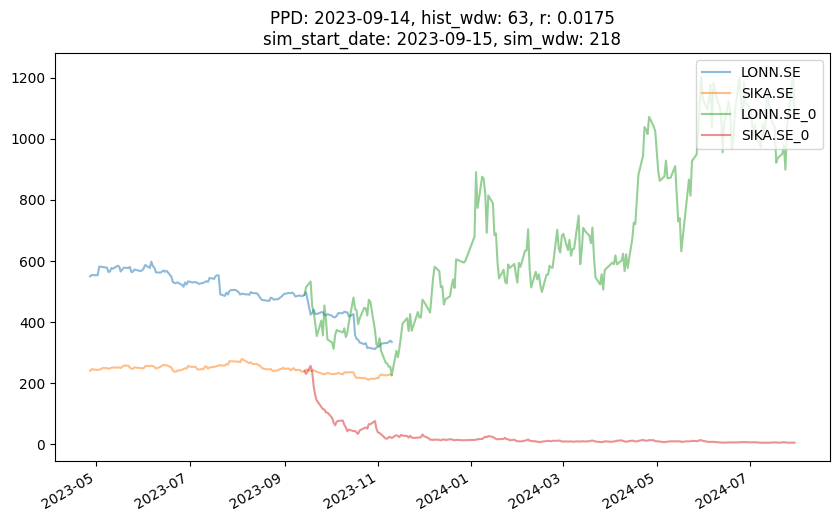 PPD: 2023-09-14, hist_wdw: 63, r: 0.0175
sim_start_date: 2023-09-15, sim_wdw: 218
LONN.SE
SIKA.SE
LONN.SE_0
SIKA.SE_0
1200
1000
800
600
400
200
0
2023-05
2023-07
2023-09
2023-11
2024-01
2024-03
2024-05
2024-07